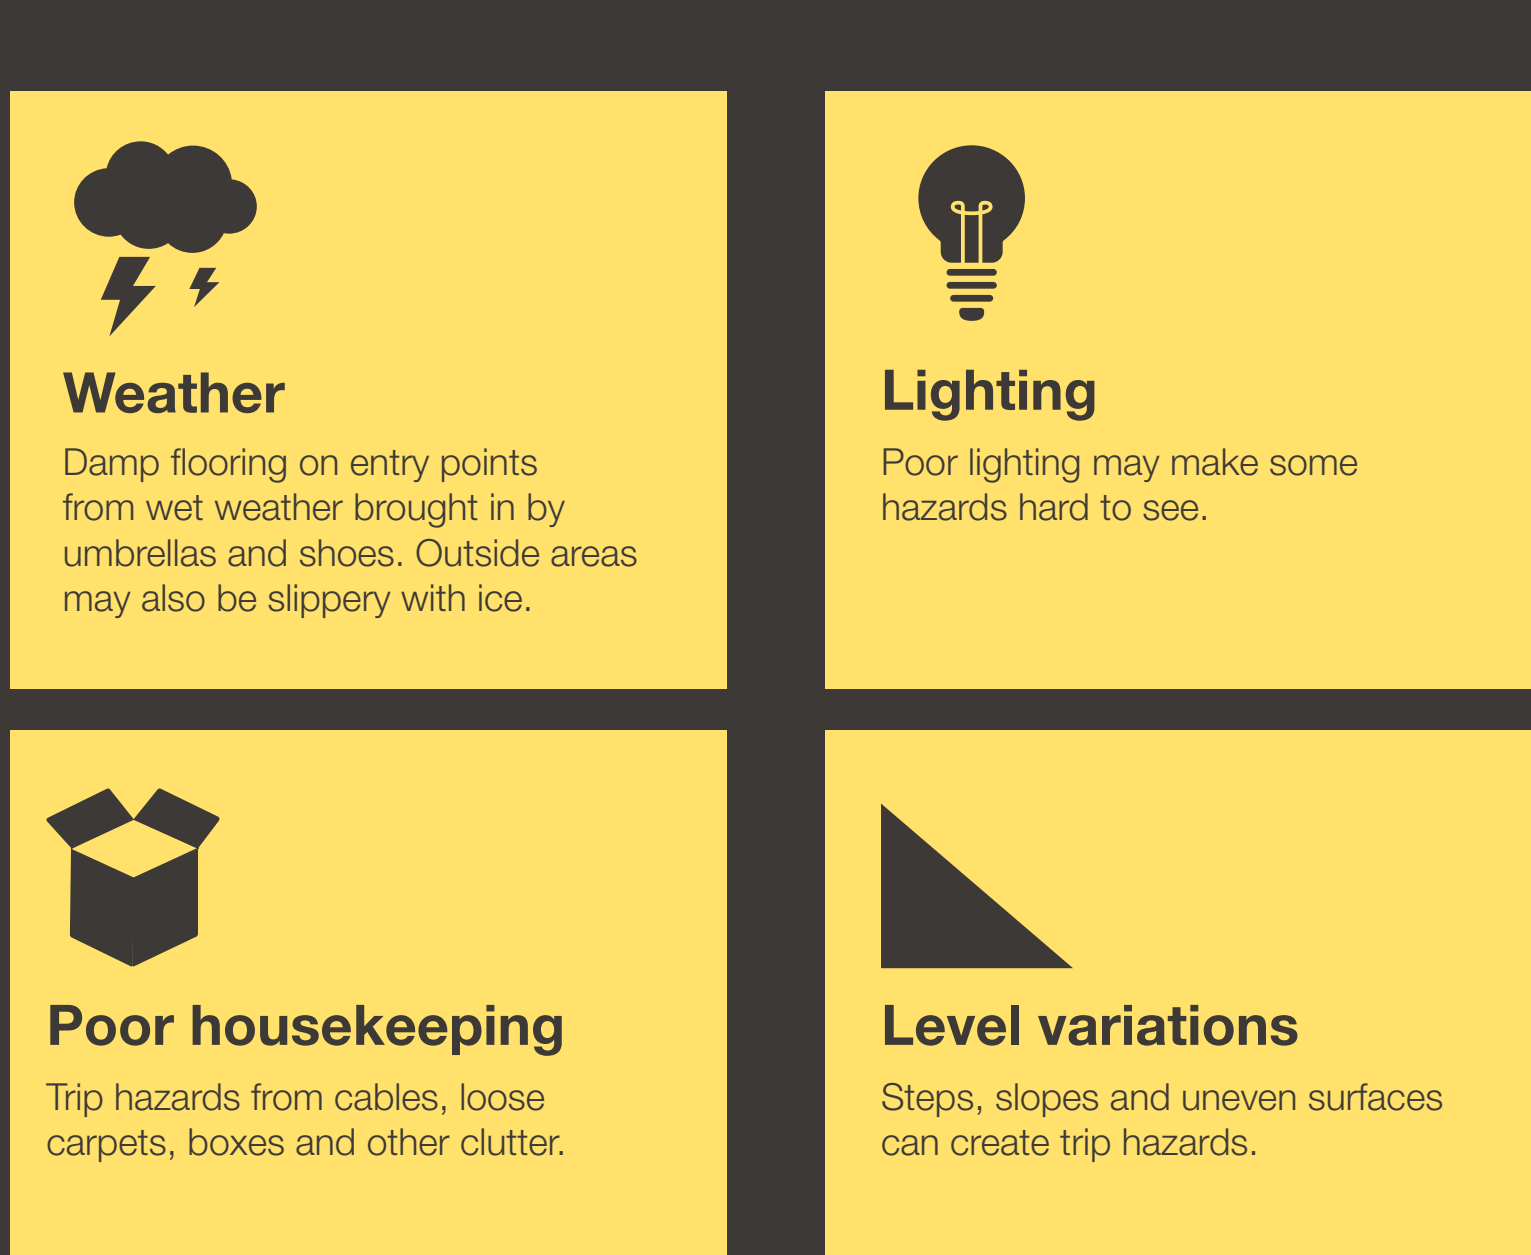 Weather
Damp flooring on entry points
from wet weather brought in by
umbrellas and shoes. Outside areas
may also be slippery with ice.
Lighting
Poor lighting may make some
hazards hard to see.
Poor housekeeping
Trip hazards from cables, loose
carpets, boxes and other clutter.
Level variations
Steps, slopes and uneven surfaces
can create trip hazards.